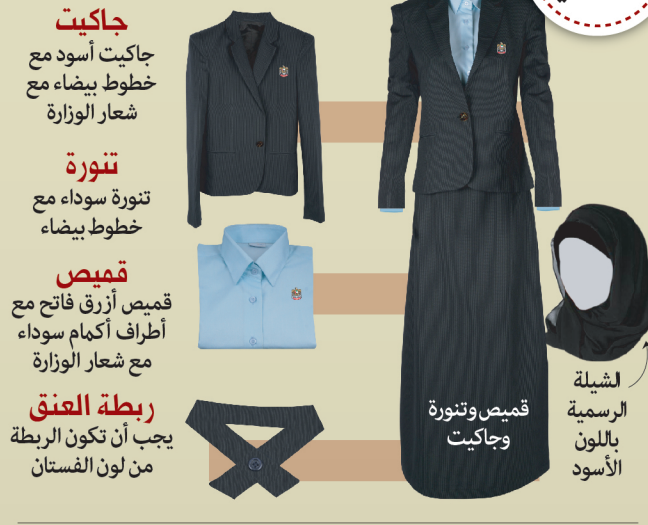 جاكيت
جاكيت أسود مع
خطوط بيضاء مع
شعار الوزارة
تنورة
تنورة سوداء مع
خطوط بيضاء
قميص
قميص أزرق فاتح مع
أطراف أكمام سوداء
مع شعار الوزارة
ربطة العنق
يجب أن تكون الربطة
من لون الفستان
قميص وتنورة
وجاكيت
الشيلة
الرسمية
باللون
الأسود